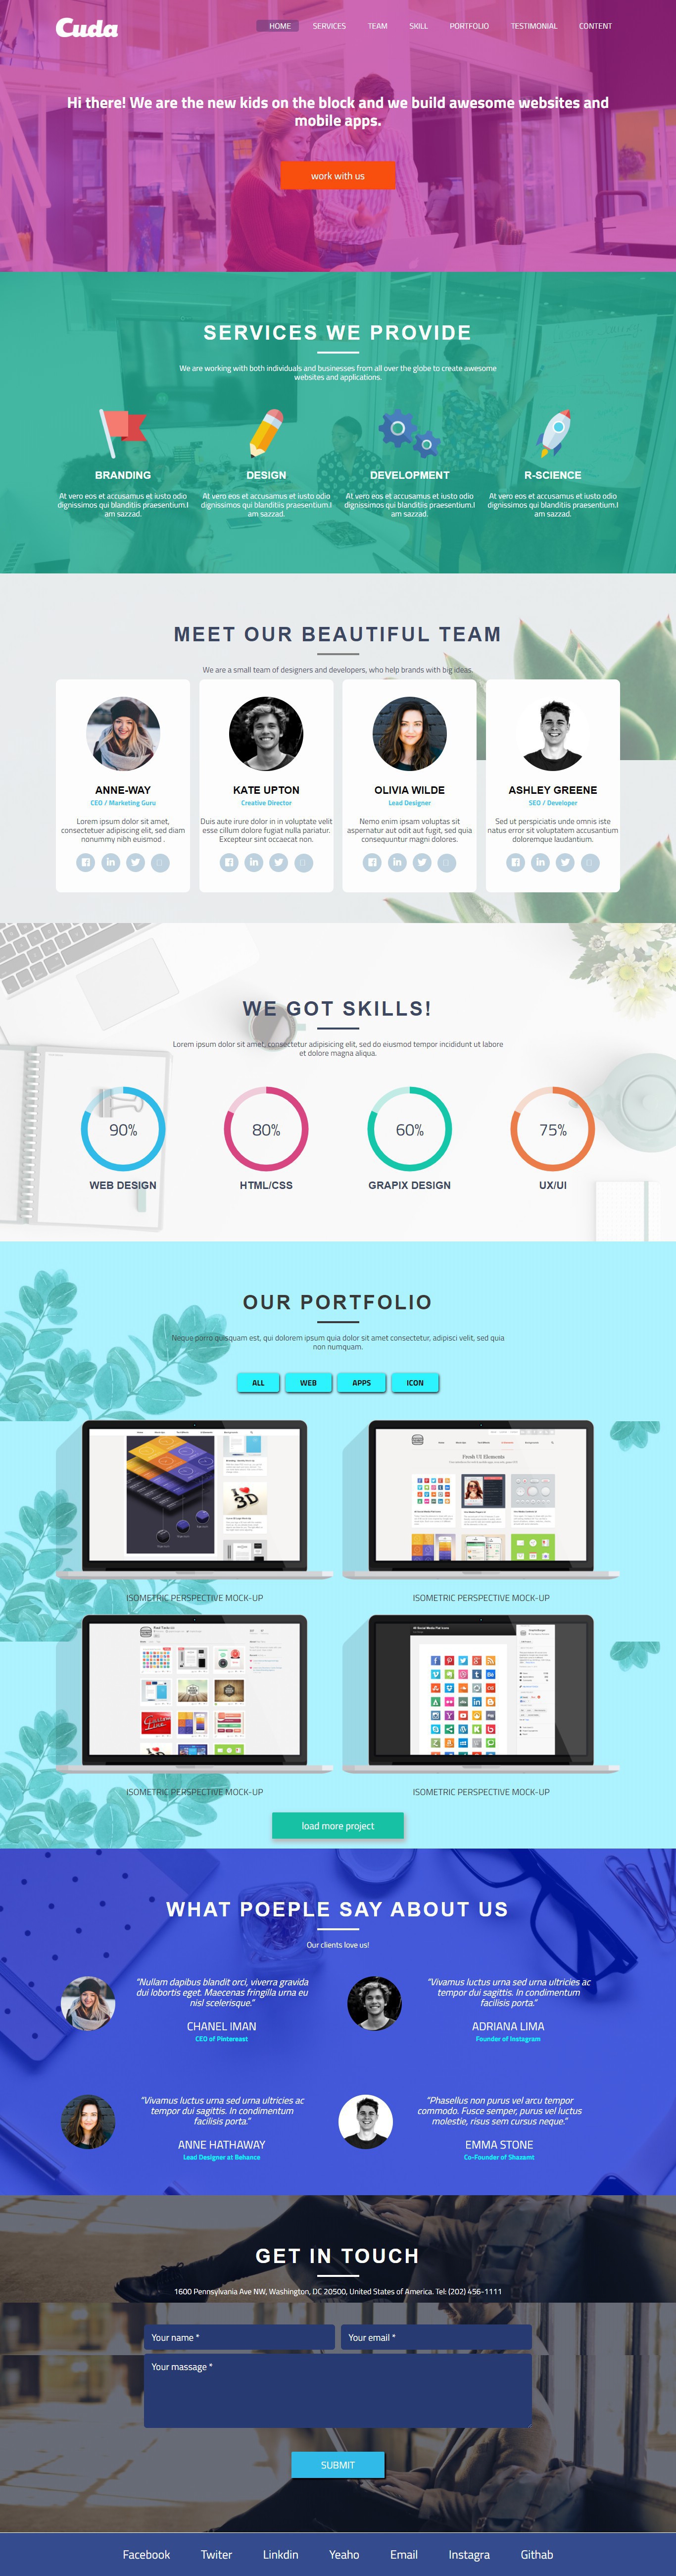 Cuda
HOME SERVICES TEAM SKILL PORTFOLIO TESTIMONIAL CONTENT
Hi there! We are the new kids on the block and we build awesome websites and
mobile apps.
work with us
SERVICES WE PROVIDE
We are working with both individuals and businesses from all over the globe to create awesome
websites and applications.
BRANDING
At vero eos et accusamus et iusto odio
dignissimos qui blanditiis praesentium.I
am sazzad.
DESIGN
At vero eos et accusamus et iusto odio
dignissimos qui blanditiis praesentium.I
am sazzad.
DEVELOPMENT
At vero eos et accusamus et iusto odio
dignissimos qui blanditiis praesentium.I
am sazzad.
R-SCIENCE
At vero eos et accusamus et iusto odio
dignissimos qui blanditiis praesentium.I
am sazzad.
MEET OUR BEAUTIFUL TEAM
We are a small team of designers and developers, who help brands with big ideas.
ANNE-WAY
CEO / Marketing Guru
Lorem ipsum dolor sit amet,
consectetuer adipiscing elit, sed diam
nonummy nibh euismod .
KATE UPTON
Creative Director
Duis aute irure dolor in in voluptate velit
esse cillum dolore fugiat nulla pariatur.
Excepteur sint occaecat non.
OLIVIA WILDE
Lead Designer
Nemo enim ipsam voluptas sit
aspernatur aut odit aut fugit, sed quia
consequuntur magni dolores.
ASHLEY GREENE
SEO / Developer
Sed ut perspiciatis unde omnis iste
natus error sit voluptatem accusantium
doloremque laudantium.
WE GOT SKILLS!
Lorem ipsum dolor sit amet, consectetur adipisicing elit, sed do eiusmod tempor incididunt ut labore
et dolore magna aliqua.
90%
80%
60%
75%
WEB DESIGN
HTML/CSS
GRAPIX DESIGN
UX/UI
OUR PORTFOLIO
Neque porro quisquam est, qui dolorem ipsum quia dolor sit amet consectetur, adipisci velit, sed quia
non numquam.
ALL WEB APPS ICON
I
3D
Fresh UI Elements
ISOMETRIC PERSPECTIVE MOCK-UP
ISOMETRIC PERSPECTIVE MOCK-UP
ISOMETRIC PERSPECTIVE MOCK-UP
ISOMETRIC PERSPECTIVE MOCK-UP
load more project
WHAT POEPLE SAY ABOUT US
Our clients love us!
"Nullam dapibus blandit orci, viverra gravida
dui lobortis eget. Maecenas fringilla urna eu
nisl scelerisque."
CHANEL IMAN
CEO of Pinterest
"Vivamus luctus urna sed urna ultricies ac
tempor dui sagittis. In condimentum
facilisis porta."
ADRIANA LIMA
Founder of Instagram
"Vivamus luctus urna sed urna ultricies ac
tempor dui sagittis. In condimentum
facilisis porta."
ANNE HATHAWAY
Lead Designer at Behance
"Phasellus non purus vel arcu tempor
commodo. Fusce semper, purus vel luctus
molestie, risus sem cursus neque."
EMMA STONE
Co-Founder of Shazamt
GET IN TOUCH
1600 Pennsylvania Ave NW, Washington, DC 20500, United States of America. Tel: (202) 456-1111
Your name *
Your email *
Your massage *
SUBMIT
Facebook Twiter Linkdin Yeaho Email Instagra Githab